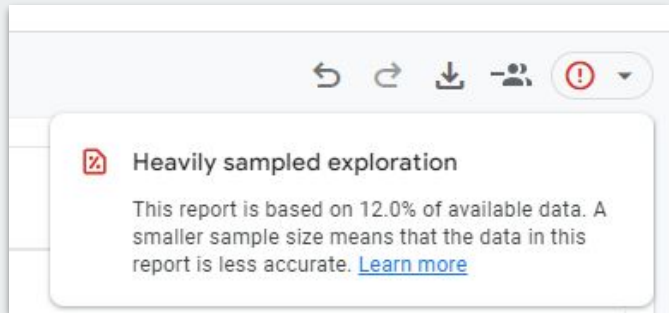 Heavily sampled exploration
This report is based on 12.0% of available data. A
smaller sample size means that the data in this
report is less accurate. Learn more